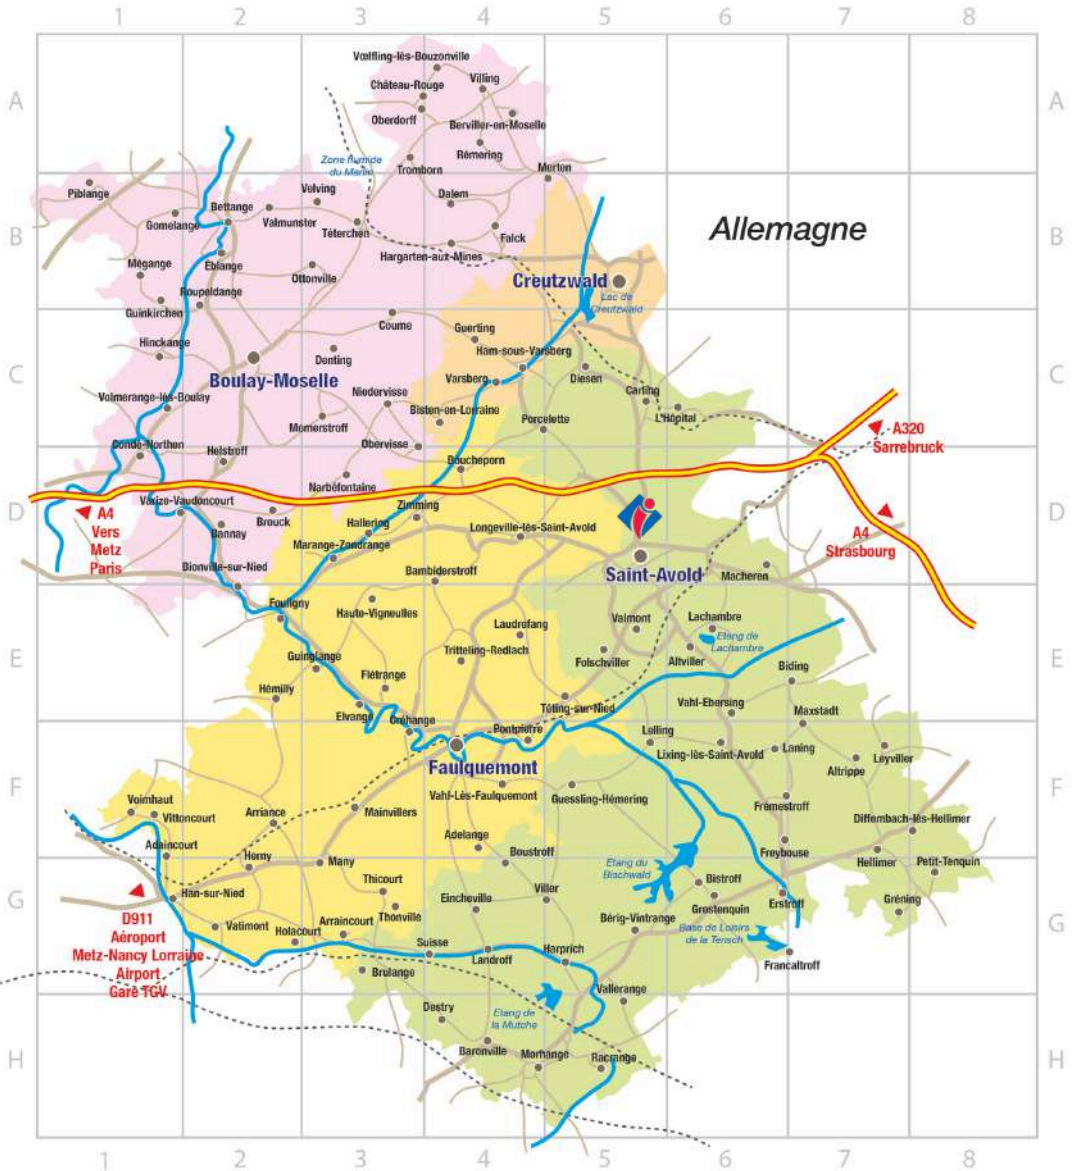 1 2 3 4 5 6 7 8
A
A
Vœlfling-lès-Bouzonville
Château-Rouge
Villing
Oberdorff
Berville-en-Moselle
Rémering
Zone humide
du Marin
Tromborn
Merten
Piblange
Velving
Dalem
Bettange
Gomelange
Valmunster
Téterchen
Falck
B
B
Allemagne
Mégange
Éblange
Hargarten-aux-Mines
Ottonville
Creutzwald
Roupeldange
Lac de
Creutzwald
Guinkirchen
Coume
Guerting
Hinckange
Denting
Ham-sous-Varsberg
C
C
Boulay-Moselle
Varsberg
Diesen
Niedervisse
Carling
Volmerange-lès-Boulay
Bisten-en-Lorraine
L'Hôpital
Momerstroff
Porcelette
A320
Sarrebruck
Condé-Northen
Obervisse
Helstroff
Boucheporn
Narbéfontaine
Varize-Vaudoncourt
Zimming
D
D
A4
Vers
Metz
Paris
Brouck
Hallering
Longeville-lès-Saint-Avold
Bannay
Marange-Zondrange
A4
Strasbourg
Bionville-sur-Nied
Bambiderstroff
Saint-Avold
Macheren
Fouligny
Haute-Vigneulles
Valmont
Lachambre
Laudrefang
Etang de
Lachambre
Guinglange
Tritteling-Redlach
Folschviller
Altviller
E
E
Biding
Flétrange
Hémilly
Elvange
Créhange
Téting-sur-Nied
Vahl-Ebersing
Maxstadt
Pontpierre
Lelling
Lixing-lès-Saint-Avold
Laning
Leyviller
Altrippe
Faulquemont
F
F
Vahl-Lès-Faulquemont
Guessling-Hémering
Voimhaut
Vittoncourt
Arriance
Mainvillers
Frémestroff
Diffembach-lès-Hellimer
Adelange
Adaincourt
Herny
Many
Boustroff
Etang du
Bischwald
Freybouse
Hellimer
Petit-Tenquin
Thicourt
Viller
Bistroff
Han-sur-Nied
Eincheville
Grostenquin
Erstroff
Gréning
G
G
Thonville
Bérig-Vintrange
D911
Aéroport
Metz-Nancy Lorraine
Airport
Gare TGV
Vatimont
Holacourt
Arraincourt
Suisse
Landroff
Harprich
Base de Loisirs
de la Tensch
Francaltroff
Brulange
Vallerange
Destry
Etang de
la Mutche
Baronville
Morhange
Racrange
H
H
1 2 3 4 5 6 7 8